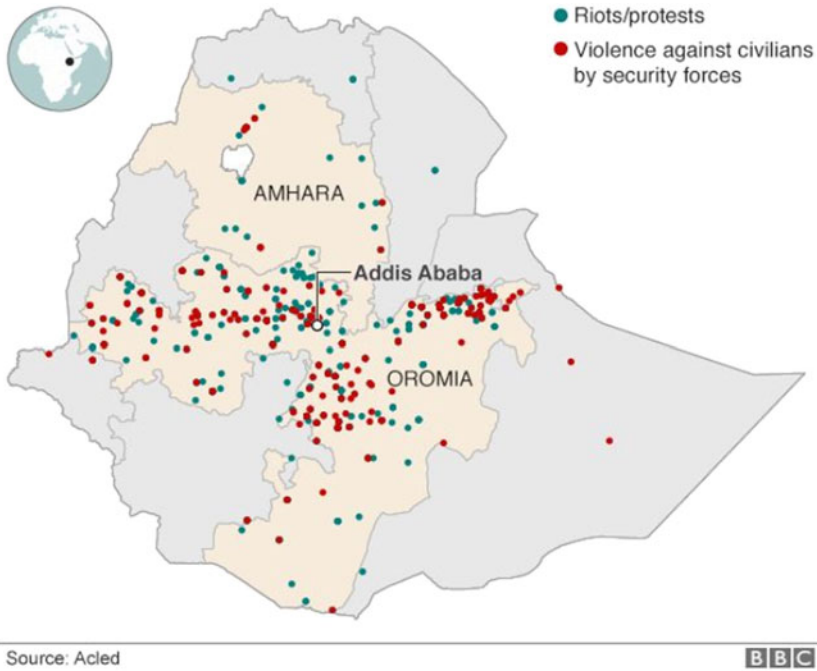 Riots/protests
Violence against civilians
by security forces
AMHARA
Addis Ababa
OROMIA
Source: Acled
BBC